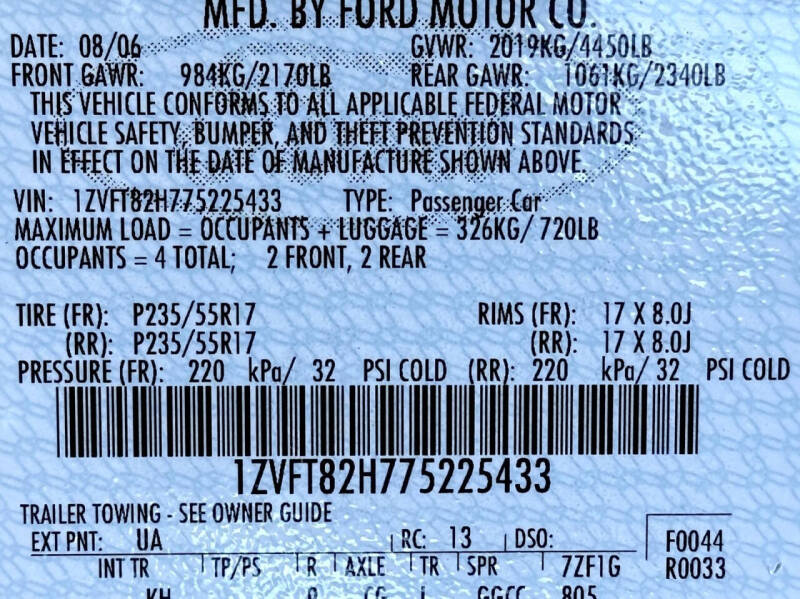 MFD. BY FORD MOTOR CO.
DATE: 08/06 GVWR: 2019KG/4450LB
FRONT GAWR: 984KG/2170LB REAR GAWR: 1061KG/2340LB
THIS VEHICLE CONFORMS TO ALL APPLICABLE FEDERAL MOTOR
VEHICLE SAFETY, BUMPER, AND THEFT PREVENTION STANDARDS
IN EFFECT ON THE DATE OF MANUFACTURE SHOWN ABOVE.
VIN: 1ZVFT82H775225433 TYPE: Passenger Car
MAXIMUM LOAD = OCCUPANTS + LUGGAGE = 326KG/ 720LB
OCCUPANTS = 4 TOTAL; 2 FRONT, 2 REAR
TIRE (FR): P235/55R17 RIMS (FR): 17 X 8.0J
(RR): P235/55R17 (RR): 17 X 8.0J
PRESSURE (FR): 220 kPa/ 32 PSI COLD (RR): 220 kPa/ 32 PSI COLD
1ZVFT82H775225433
TRAILER TOWING - SEE OWNER GUIDE
EXT PNT: UA RC: 13 DSO: F0044
INT TR TP/PS R AXLE TR SPR 7ZF1G R0033
KH GGCC 805